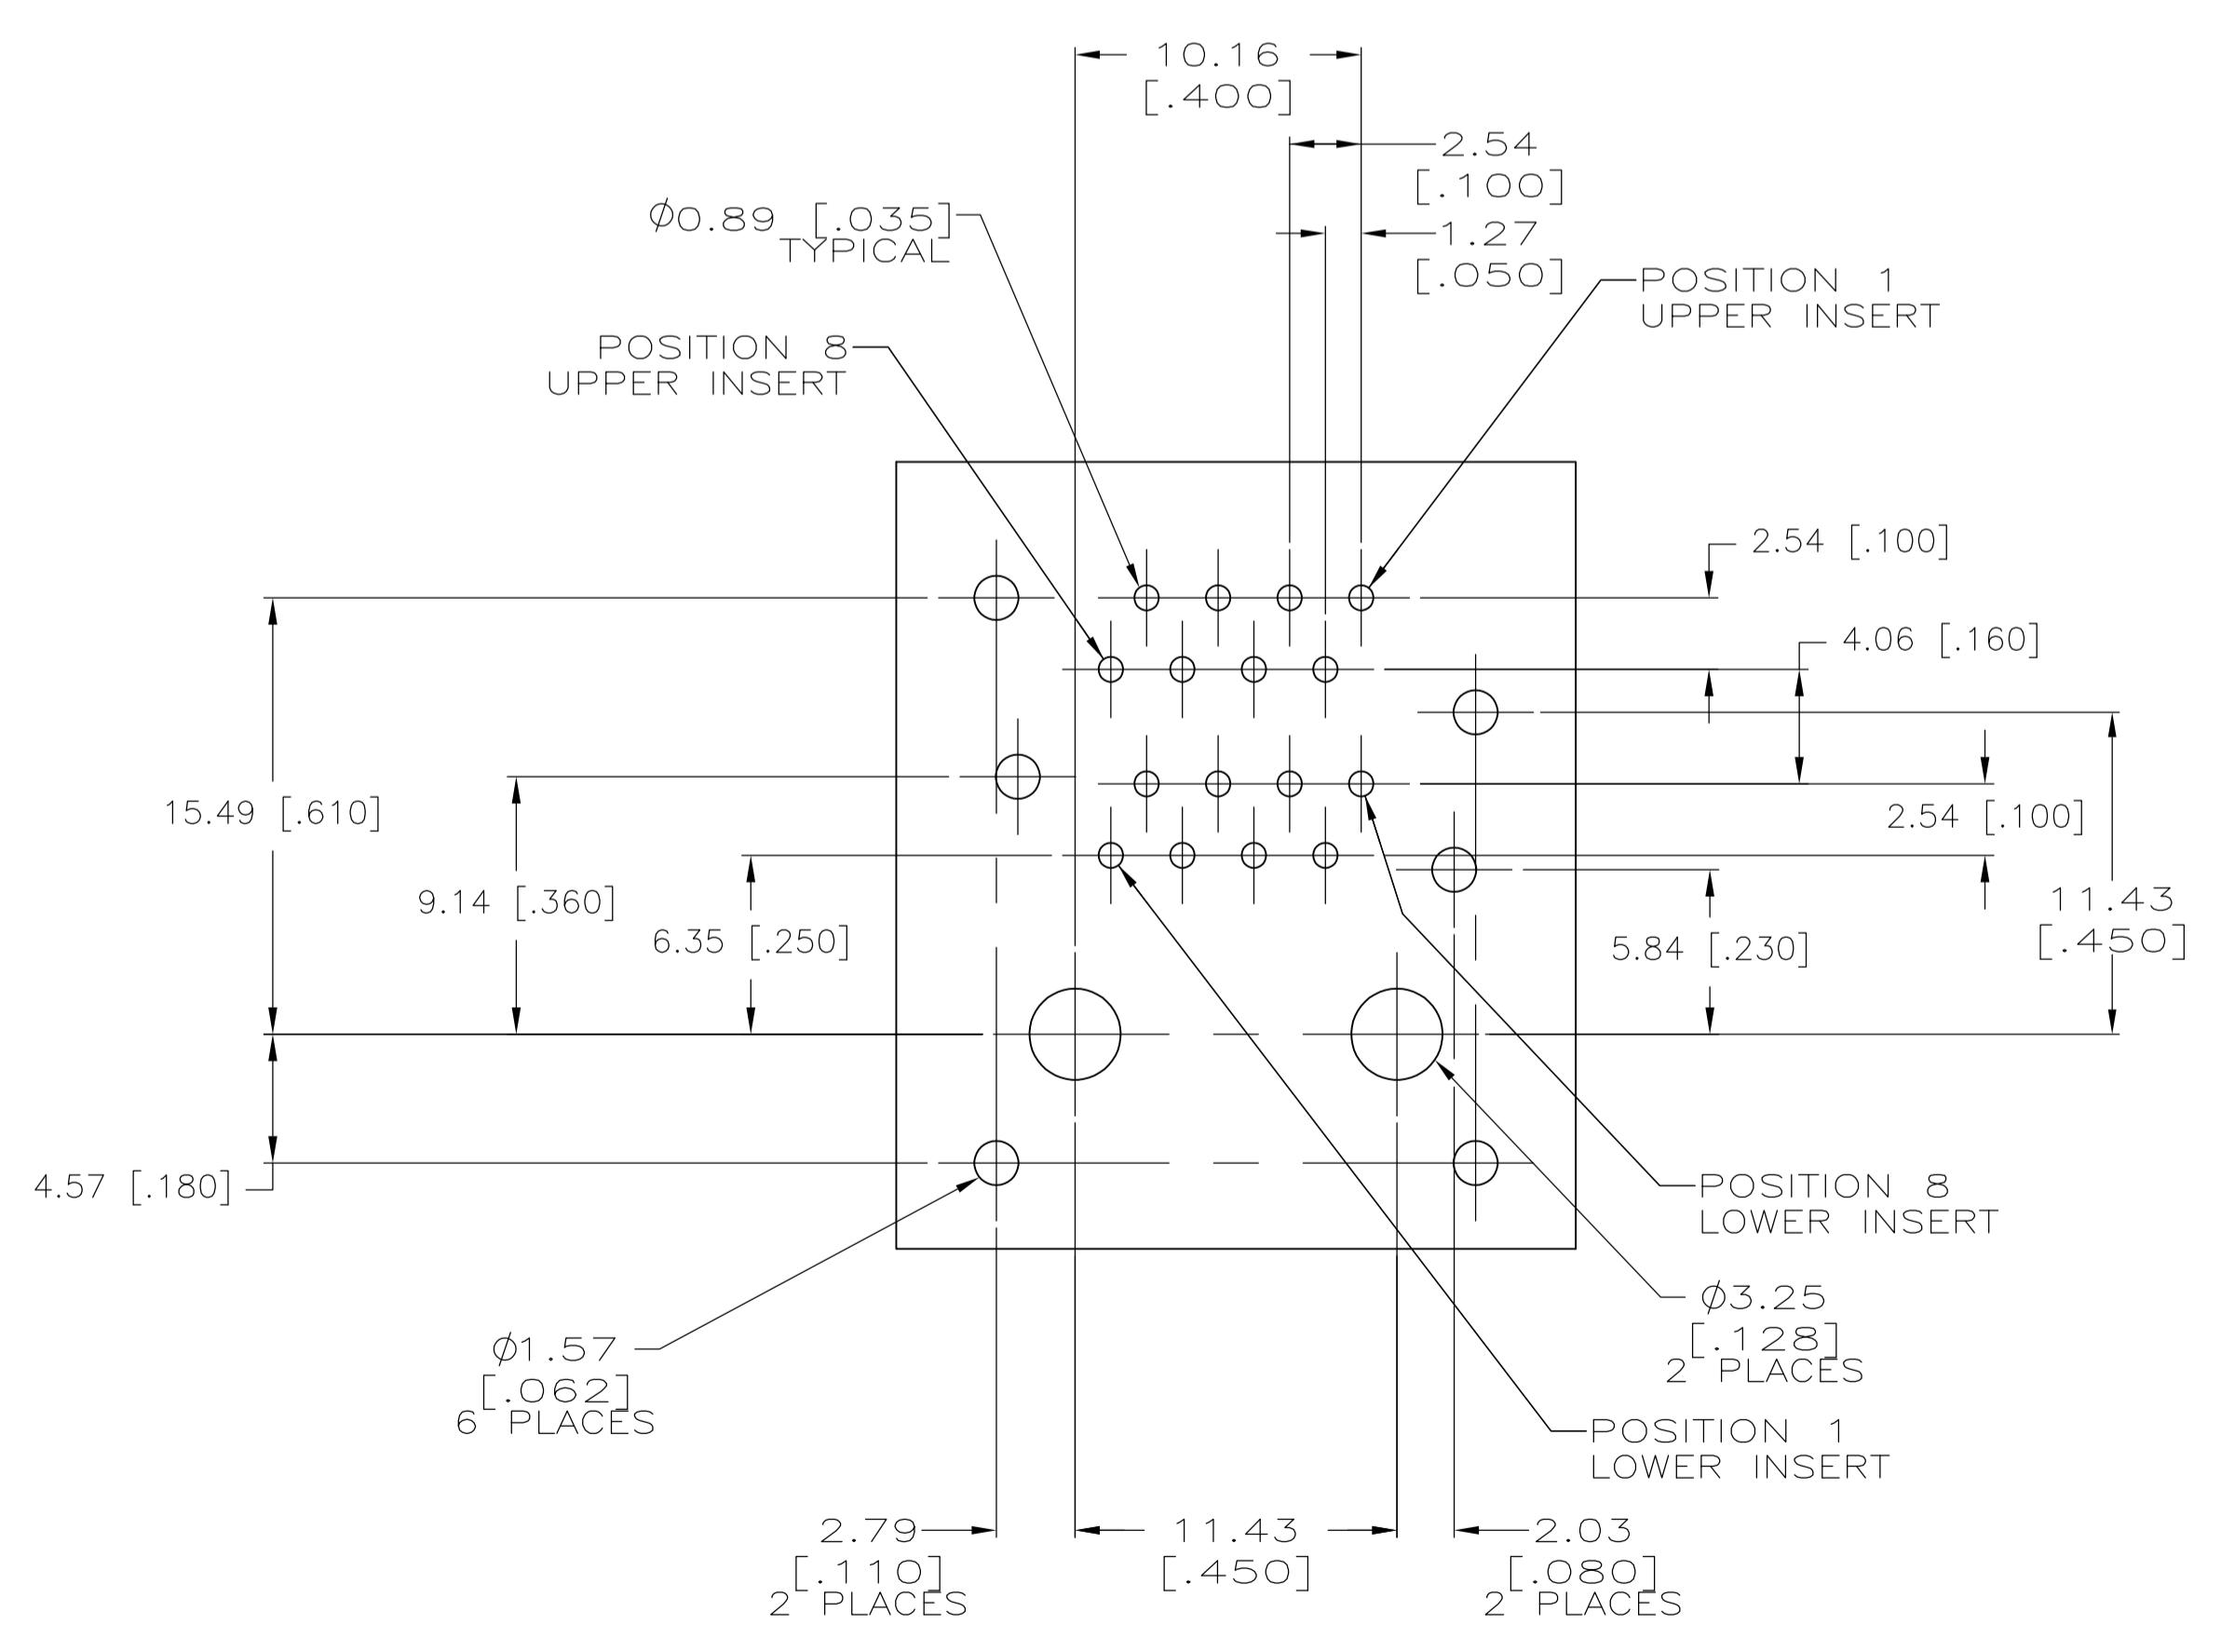 10.16
[.400]
2.54
[.100]
1.27
[.050]
Ø0.89 [.035]
TYPICAL
POSITION 1
UPPER INSERT
POSITION 8
UPPER INSERT
2.54 [.100]
4.06 [.160]
15.49 [.610]
2.54 [.100]
9.14 [.360]
11.43
[.450]
6.35 [.250]
5.84 [.230]
4.57 [.180]
POSITION 8
LOWER INSERT
Ø3.25
[.128]
2 PLACES
Ø1.57
[.062]
6 PLACES
POSITION 1
LOWER INSERT
2.79
[.110]
2 PLACES
11.43
[.450]
2.03
[.080]
2 PLACES